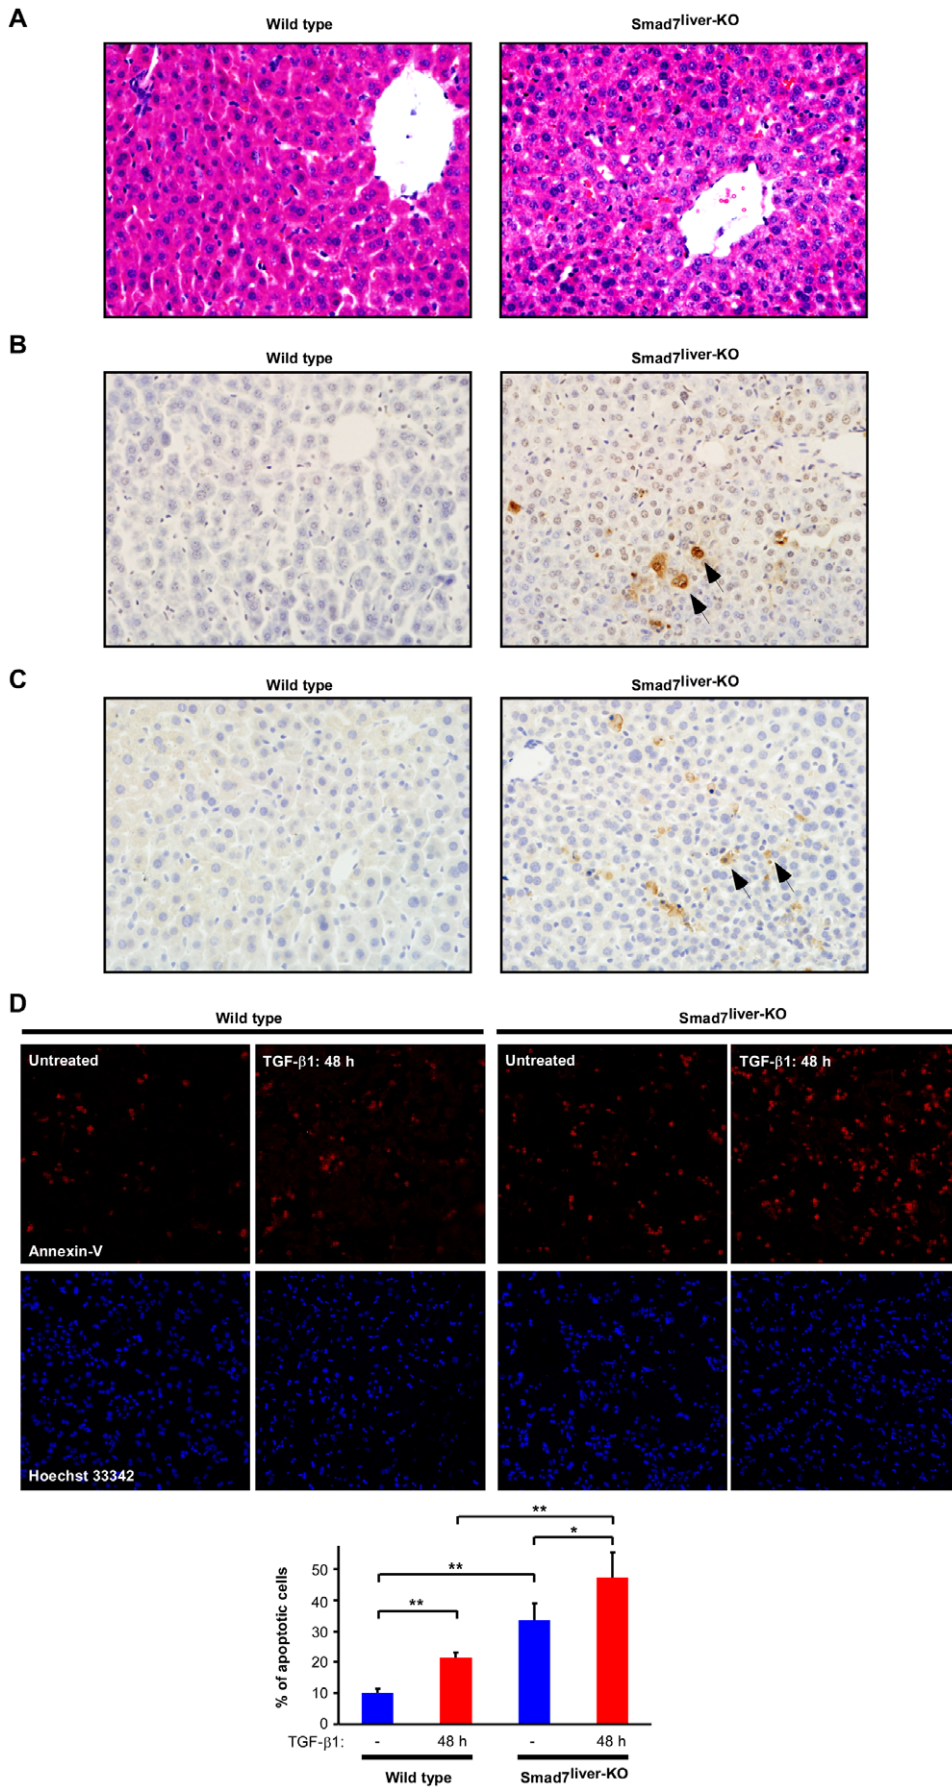 A
Wild type
Smad7liver-KO
B
Wild type
Smad7liver-KO
C
Wild type
Smad7liver-KO
D
Wild type
Smad7liver-KO
Untreated
TGF-β1: 48 h
Untreated
TGF-β1: 48 h
Annexin-V
Hoechst 33342
**
*
**
**
% of apoptotic cells
50
40
30
20
10
0
TGF-β1:
-
48 h
-
48 h
Wild type
Smad7liver-KO